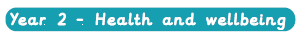 Year 2 - Health and wellbeing